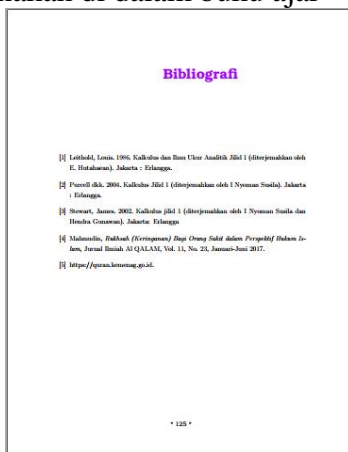 Bibliografi
[1] Leithold, Louis. 1986. Kalkulus dan Ilmu Ukur Analitik Jilid 1 (diterjemahkan oleh
E. Hutahaean). Jakarta : Erlangga.
[2] Purcell dkk. 2004. Kalkulus Jilid 1 (diterjemahkan oleh I Nyoman Susila). Jakarta
: Erlangga.
[3] Stewart, James. 2002. Kalkulus jilid 1 (diterjemahkan oleh I Nyoman Susila dan
Hendra Gunawan). Jakarta: Erlangga
[4] Mahmudin, Rukhsah (Keringanan) Bagi Orang Sakit dalam Perspektif Hukum Is-
lam, Jurnal Ilmiah Al QALAM, Vol. 11, No. 23, Januari-Juni 2017.
[5] https://quran.kemenag.go.id.
* 125 *